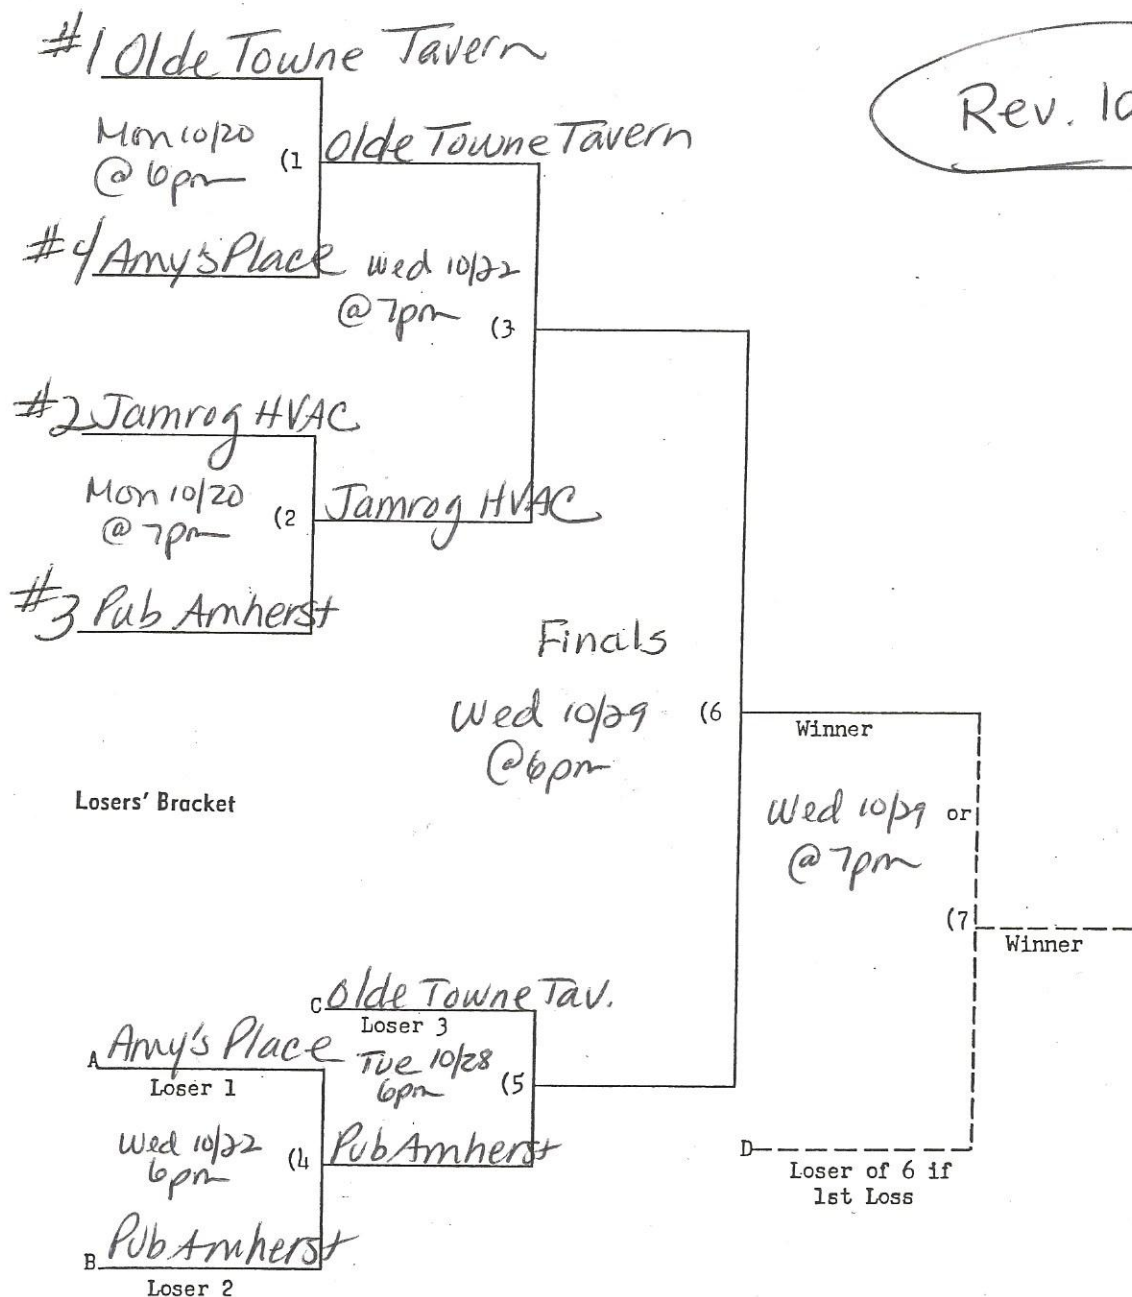 #1 Olde Towne Tavern
Rev. 10
Mon 10/20
@ 6pm
(1
Olde Towne Tavern
#4 Amy's Place
Wed 10/22
@ 7pm
(3
#2 Jamrog HVAC
Mon 10/20
@ 7pm
(2
Jamrog HVAC
#3 Pub Amherst
Finals
Wed 10/29
@ 6pm
(6
Winner
Losers' Bracket
Wed 10/29 or
@ 7pm
(7
Winner
C Olde Towne Tav.
Loser 3
A Amy's Place
Loser 1
Tue 10/28
6pm
(5
Wed 10/22
6pm
(4
Pub Amherst
D
Loser of 6 if
1st Loss
B Pub Amherst
Loser 2